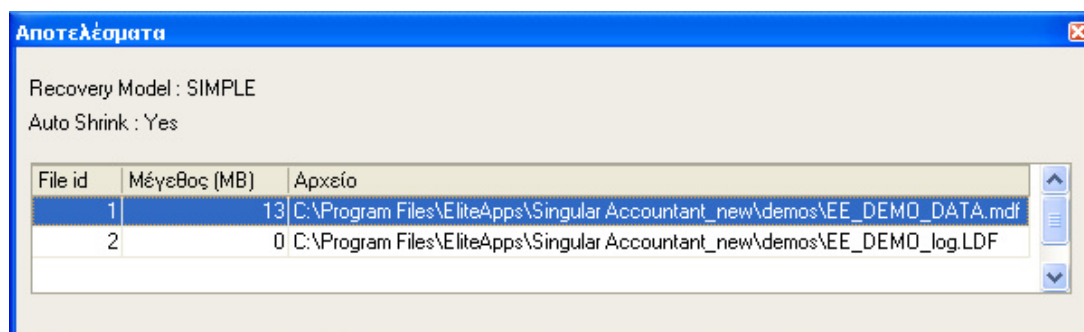 Αποτελέσματα
Recovery Model : SIMPLE
Auto Shrink : Yes
File id Μέγεθος (MB) Αρχείο
1 13 C:\Program Files\EliteApps\Singular Accountant_new\demos\EE_DEMO_DATA.mdf
2 0 C:\Program Files\EliteApps\Singular Accountant_new\demos\EE_DEMO_log.LDF